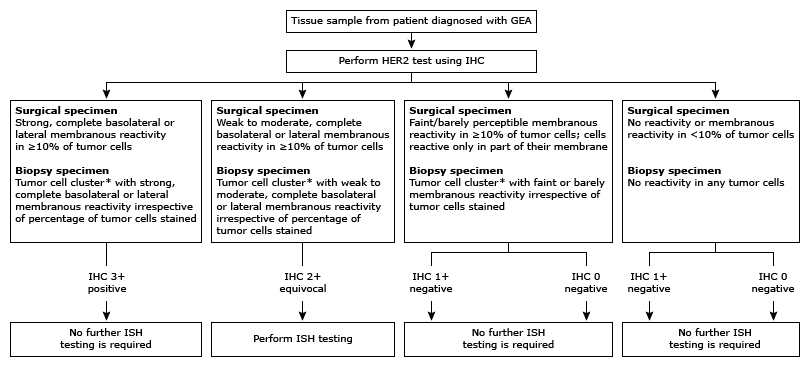 Tissue sample from patient diagnosed with GEA
Perform HER2 test using IHC
Surgical specimen
Strong, complete basolateral or
lateral membranous reactivity
in ≥10% of tumor cells
Biopsy specimen
Tumor cell cluster* with strong,
complete basolateral or lateral
membranous reactivity irrespective
of percentage of tumor cells stained
Surgical specimen
Weak to moderate, complete
basolateral or lateral membranous
reactivity in ≥10% of tumor cells
Biopsy specimen
Tumor cell cluster* with weak to
moderate, complete basolateral
or lateral membranous reactivity
irrespective of percentage of
tumor cells stained
Surgical specimen
Faint/barely perceptible membranous
reactivity in ≥10% of tumor cells; cells
reactive only in part of their membrane
Biopsy specimen
Tumor cell cluster* with faint or barely
membranous reactivity irrespective of
tumor cells stained
Surgical specimen
No reactivity or membranous
reactivity in <10% of tumor cells
Biopsy specimen
No reactivity in any tumor cells
IHC 3+
positive
IHC 2+
equivocal
IHC 1+
negative
IHC 0
negative
IHC 1+
negative
IHC 0
negative
No further ISH
testing is required
Perform ISH testing
No further ISH
testing is required
No further ISH
testing is required